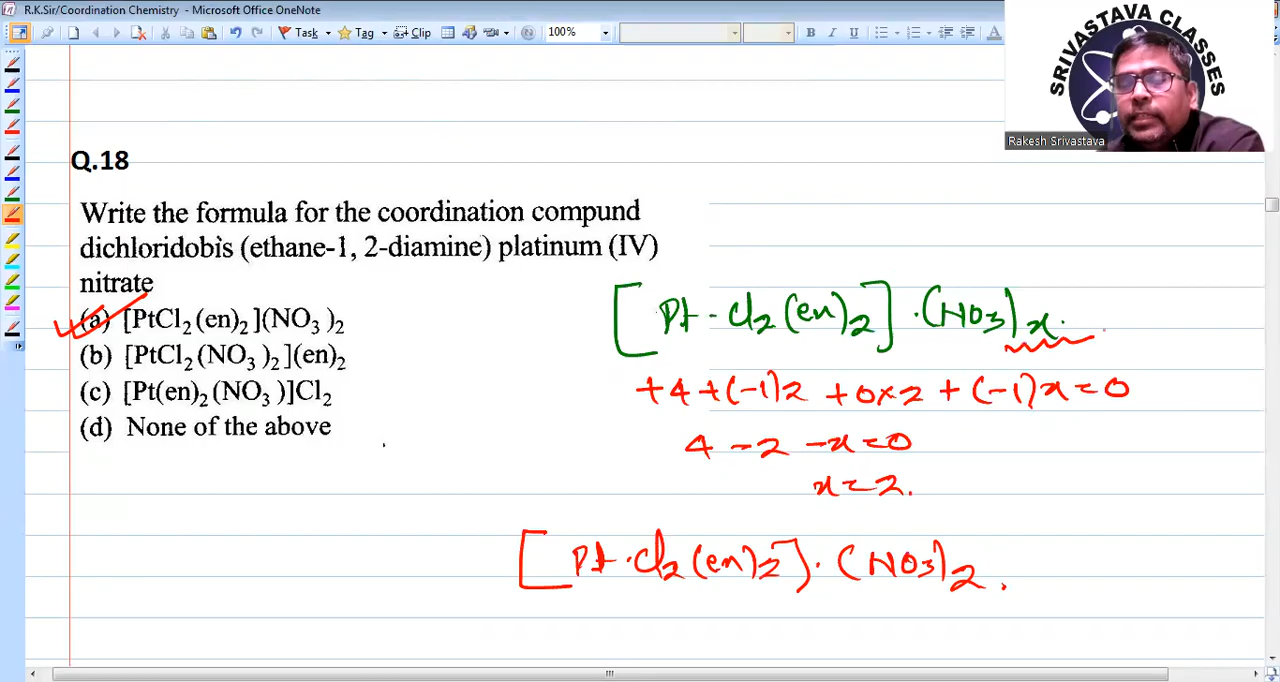 R.K.Sir/Coordination Chemistry - Microsoft Office OneNote
Task Tag Clip 100% B I U A
SRIVASTAVA CLASSES
Rakesh Srivastava
Q.18
Write the formula for the coordination compund
dichloridobis (ethane-1, 2-diamine) platinum (IV)
nitrate
(a) [PtCl2(en)2](NO3)2
(b) [PtCl2(NO3)2](en)2
(c) [Pt(en)2(NO3)]Cl2
(d) None of the above
[Pt·Cl2(en)2]·(NO3)x.
+4+(-1)2 +0×2 +(-1)x=0
4 -2 -x=0
x=2.
[Pt·Cl2(en)2]·(NO3)2.